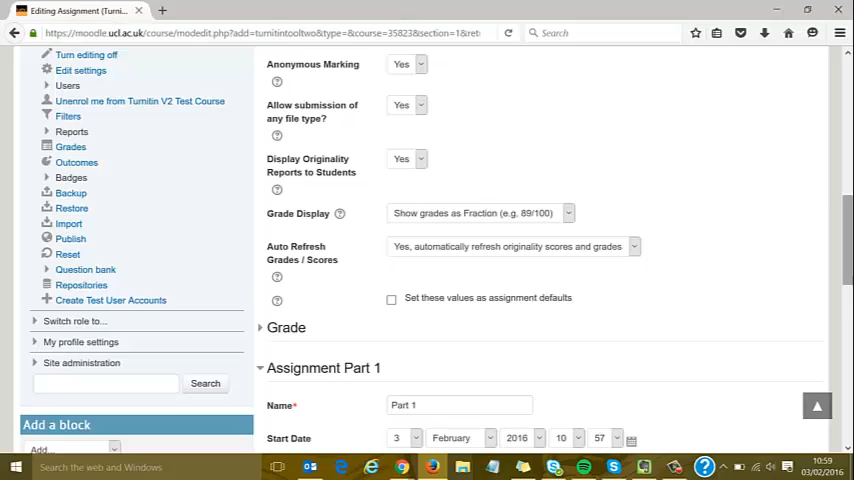 Editing Assignment (Turni...
https://moodle.ucl.ac.uk/course/modedit.php?add=turnitintooltwo&type=&course=35823&section=1&ret
Search
Turn editing off
Edit settings
Users
Unenrol me from Turnitin V2 Test Course
Filters
Reports
Grades
Outcomes
Badges
Backup
Restore
Import
Publish
Reset
Question bank
Repositories
Create Test User Accounts
Switch role to...
My profile settings
Site administration
Search
Add a block
Add...
Anonymous Marking
Yes
Allow submission of
any file type?
Yes
Display Originality
Reports to Students
Yes
Grade Display
Show grades as Fraction (e.g. 89/100)
Auto Refresh
Grades / Scores
Yes, automatically refresh originality scores and grades
Set these values as assignment defaults
Grade
Assignment Part 1
Name*
Part 1
Start Date
3 February 2016 10 57
Search the web and Windows
10:59
03/02/2016